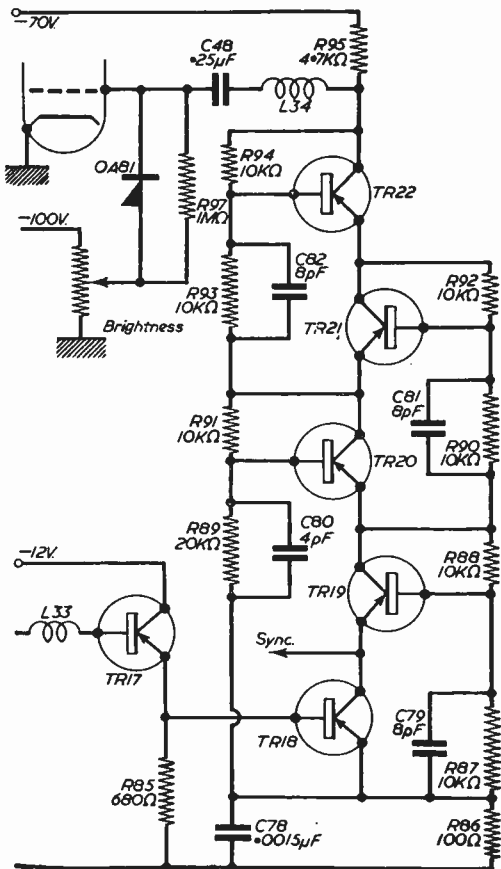 −70V.
C48
·25μF
R95
4·7KΩ
L34
OA81
R94
10KΩ
TR22
R97
1MΩ
−100V.
Brightness
R93
10KΩ
C82
8pF
R92
10KΩ
TR21
R91
10KΩ
C81
8pF
R90
10KΩ
TR20
R89
20KΩ
C80
4pF
R88
10KΩ
TR19
−12V.
L33
TR17
Sync.
TR18
C79
8pF
R87
10KΩ
R85
680Ω
C78
·0015μF
R86
100Ω